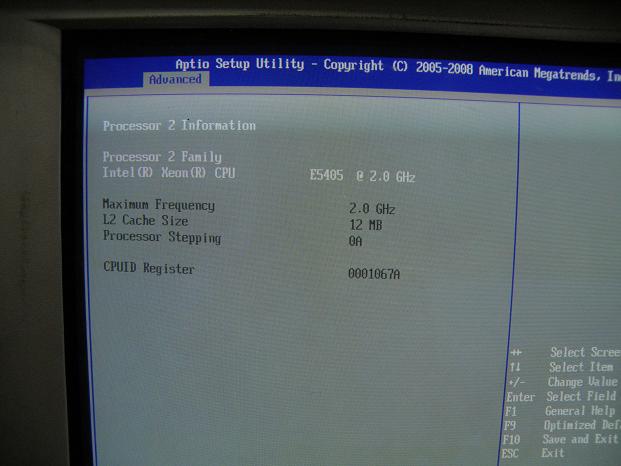 Aptio Setup Utility - Copyright (C) 2005-2008 American Megatrends,
Advanced
Processor 2 Information
Processor 2 Family
Intel(R) Xeon(R) CPU E5405 @ 2.0 GHz
Maximum Frequency 2.0 GHz
L2 Cache Size 12 MB
Processor Stepping 0A
CPUID Register 0001067A
Select
↑↓ Select Item
+/- Change Value
Enter Select Field
F1 General Help
F9 Optimized
F10 Save and Exit
ESC Exit